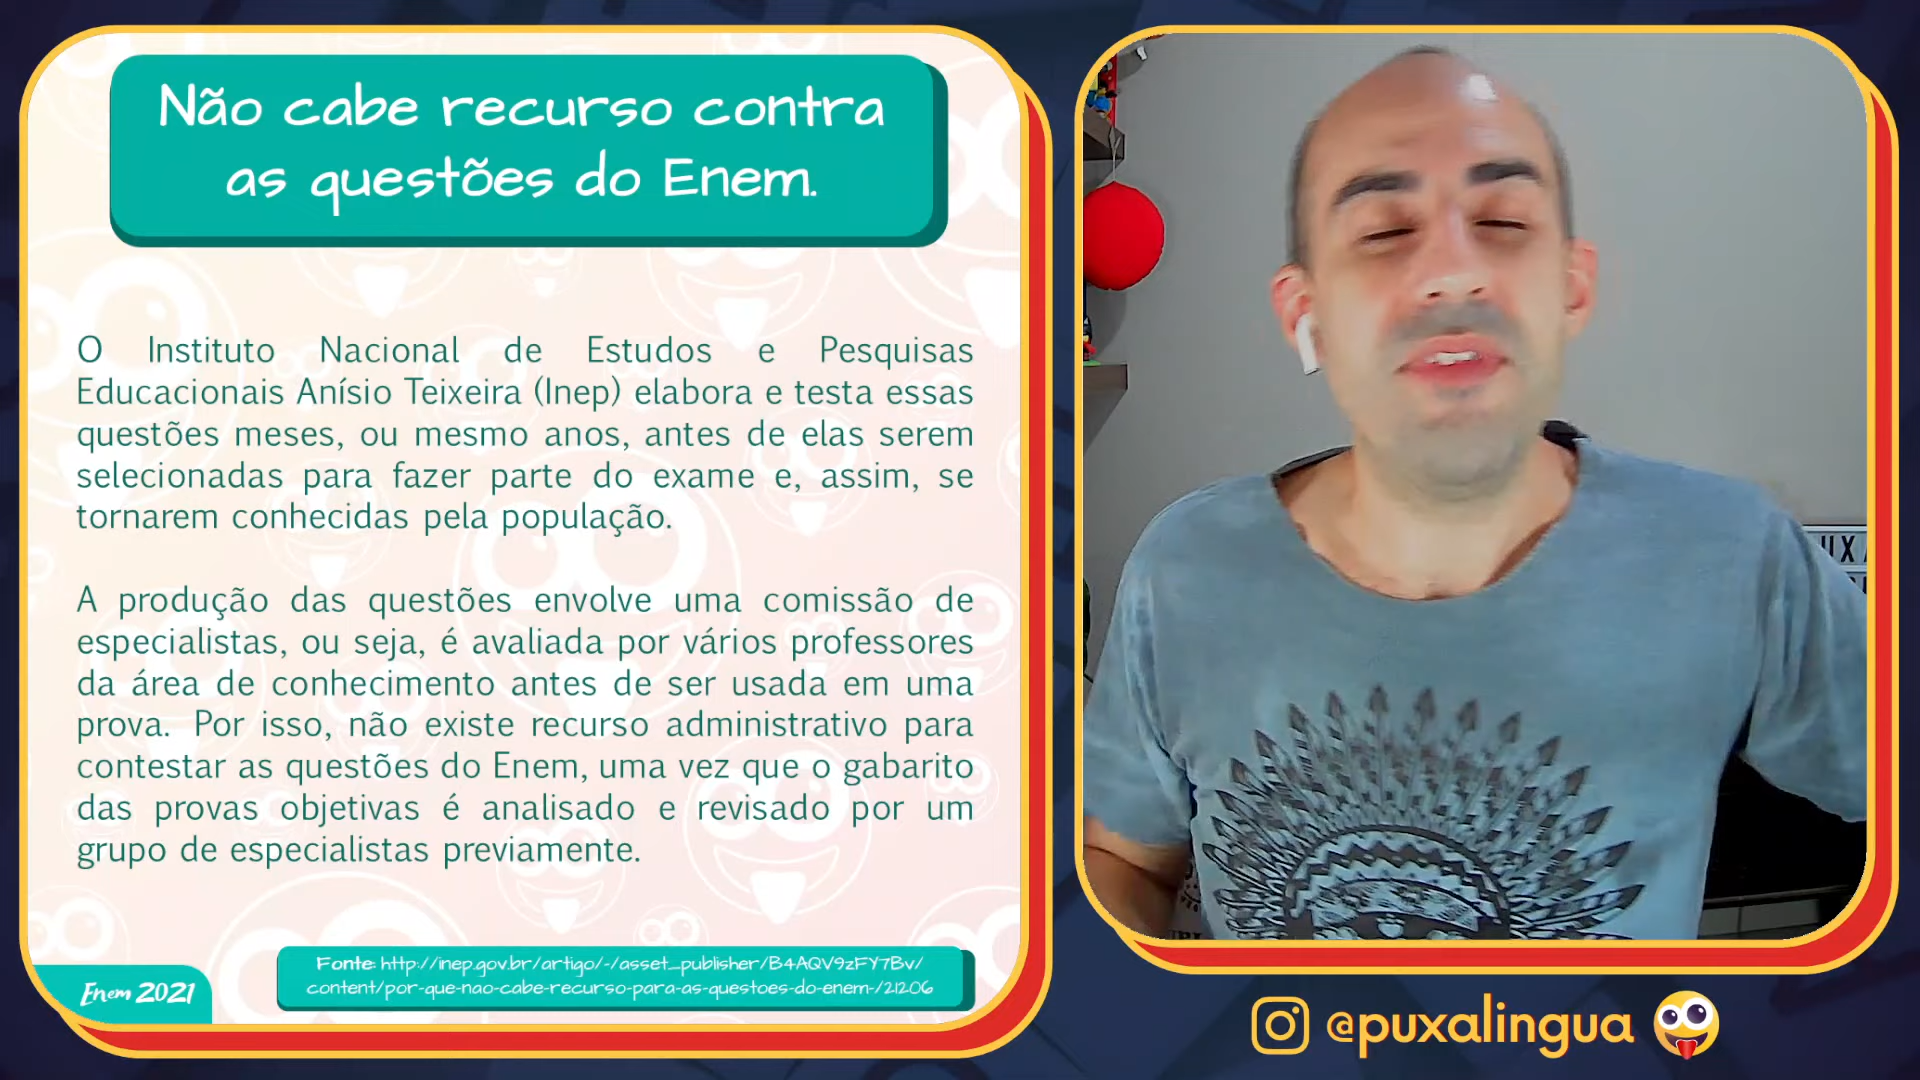 Não cabe recurso contra
as questões do Enem.
O Instituto Nacional de Estudos e Pesquisas
Educacionais Anísio Teixeira (Inep) elabora e testa essas
questões meses, ou mesmo anos, antes de elas serem
selecionadas para fazer parte do exame e, assim, se
tornarem conhecidas pela população.
A produção das questões envolve uma comissão de
especialistas, ou seja, é avaliada por vários professores
da área de conhecimento antes de ser usada em uma
prova. Por isso, não existe recurso administrativo para
contestar as questões do Enem, uma vez que o gabarito
das provas objetivas é analisado e revisado por um
grupo de especialistas previamente.
Fonte: http://inep.gov.br/artigo/-/asset_publisher/B4AQV9zFY7Bv/
content/por-que-nao-cabe-recurso-para-as-questoes-do-enem-/21206
Enem 2021
UX A
@puxalingua